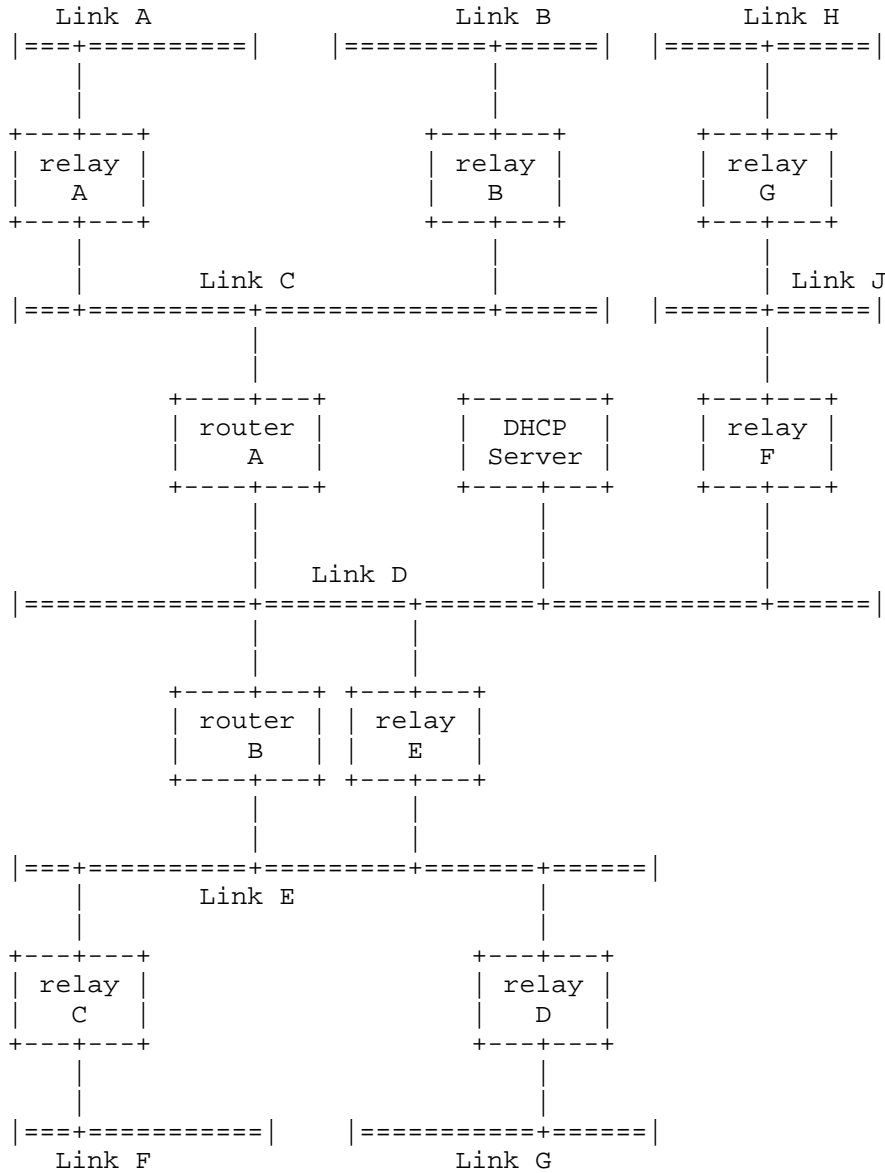 Link A Link B Link H
relay relay relay
A B G
Link C Link J
router DHCP relay
A Server F
Link D
router relay
B E
Link E
relay relay
C D
Link F Link G